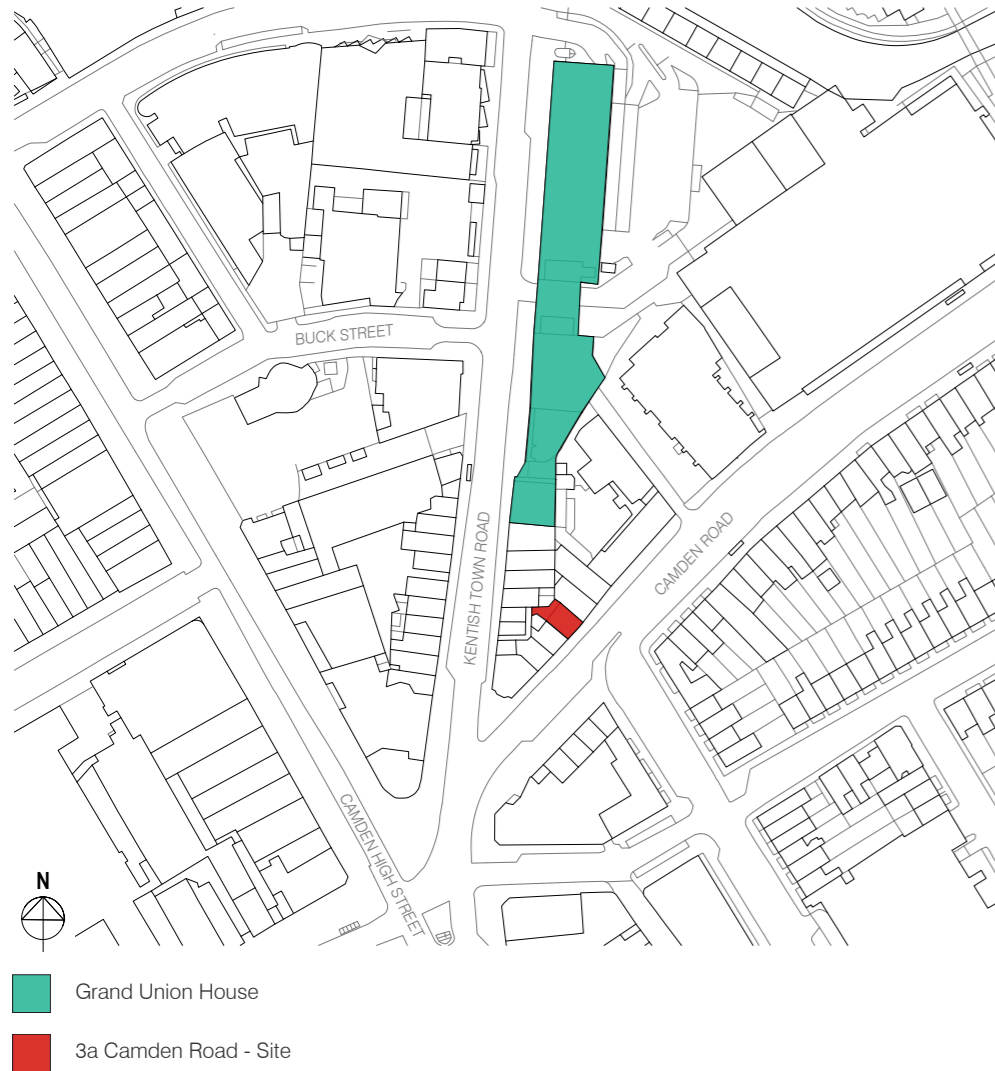 BUCK STREET
KENTISH TOWN ROAD
CAMDEN ROAD
CAMDEN HIGH STREET
N
Grand Union House
3a Camden Road - Site